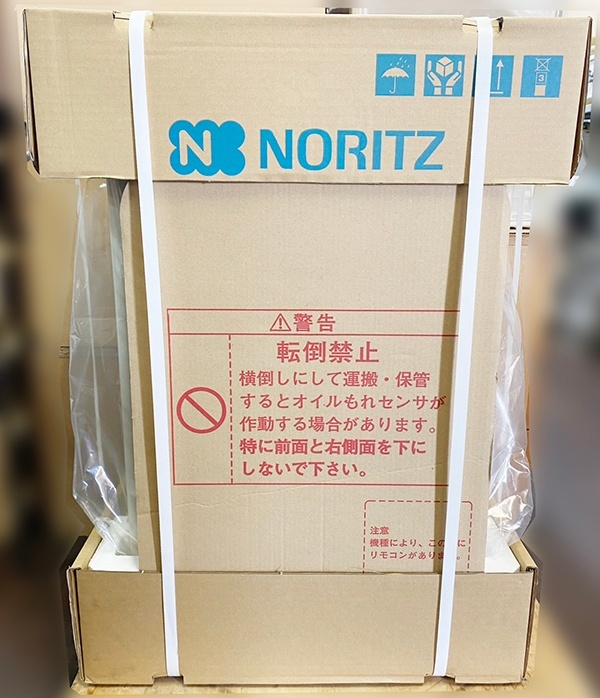 3
N NORITZ
警告
転倒禁止
横倒しにして運搬・保管
するとオイルもれセンサが
作動する場合があります。
特に前面と右側面を下に
しないで下さい。
注意
機種により、この に
リモコンがあります。